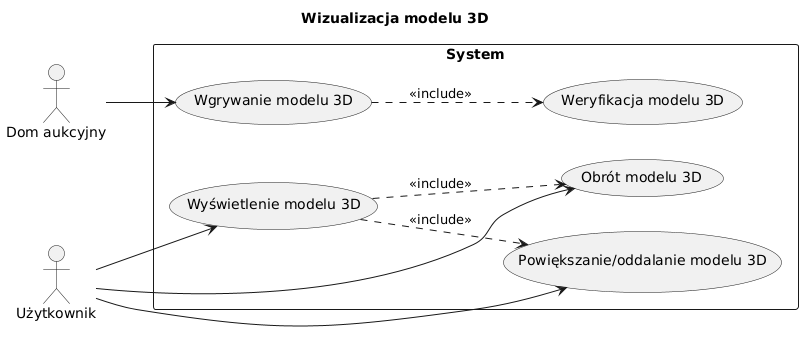 Wizualizacja modelu 3D
System
Dom aukcyjny
Wgrywanie modelu 3D
«include»
Weryfikacja modelu 3D
Wyświetlenie modelu 3D
«include»
Obrót modelu 3D
«include»
Powiększanie/oddalanie modelu 3D
Użytkownik